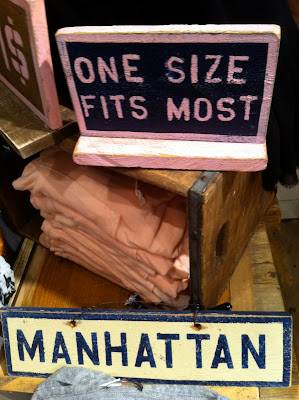 $
ONE SIZE
FITS MOST
MANHATTAN